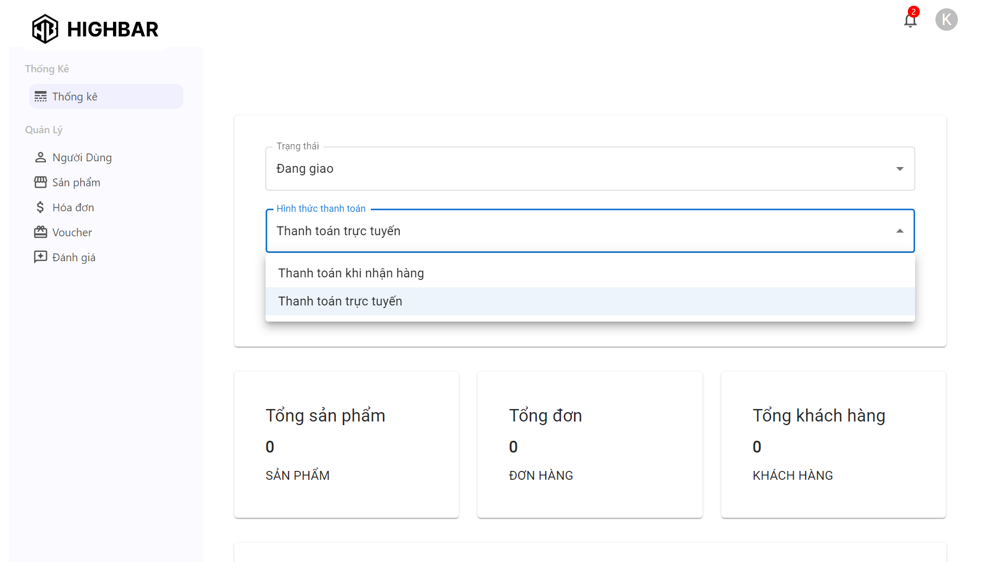 HIGHBAR
2
K
Thống Kê
Thống kê
Quản Lý
Người Dùng
Sản phẩm
Hóa đơn
Voucher
Đánh giá
Trạng thái
Đang giao
Hình thức thanh toán
Thanh toán trực tuyến
Thanh toán khi nhận hàng
Thanh toán trực tuyến
Tổng sản phẩm
0
SẢN PHẨM
Tổng đơn
0
ĐƠN HÀNG
Tổng khách hàng
0
KHÁCH HÀNG